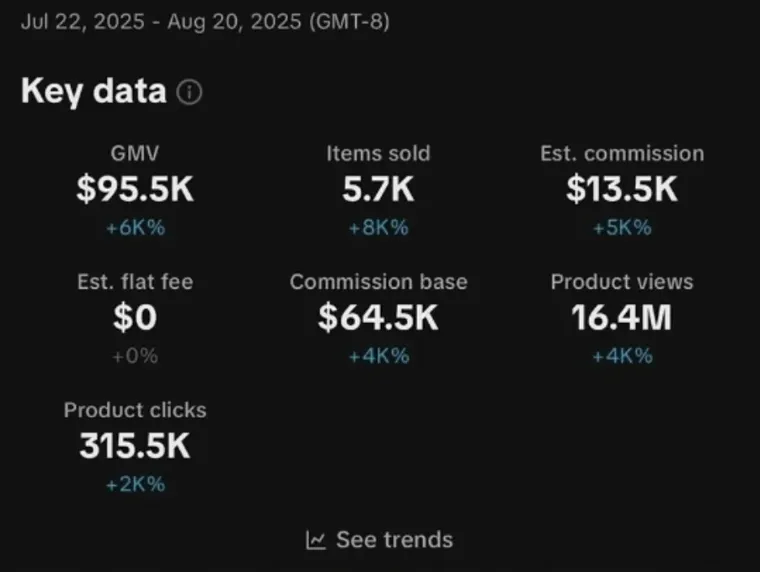 Jul 22, 2025 - Aug 20, 2025 (GMT-8)
Key data
GMV Items sold Est. commission
$95.5K 5.7K $13.5K
+6K% +8K% +5K%
Est. flat fee Commission base Product views
$0 $64.5K 16.4M
+0% +4K% +4K%
Product clicks
315.5K
+2K%
See trends